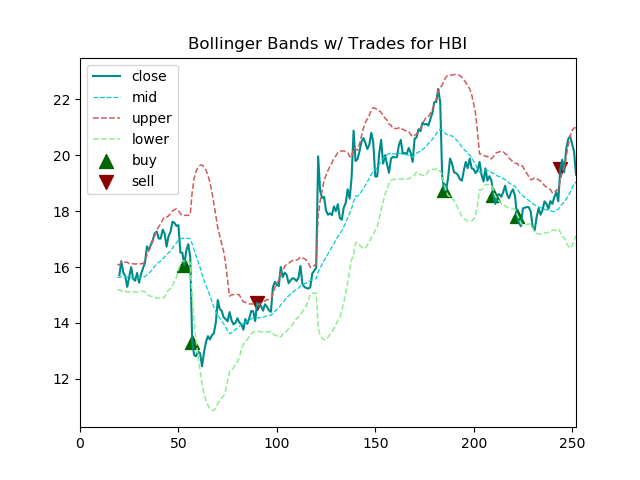 Bollinger Bands w/ Trades for HBI
close
mid
upper
lower
buy
sell
22
20
18
16
14
12
0 50 100 150 200 250